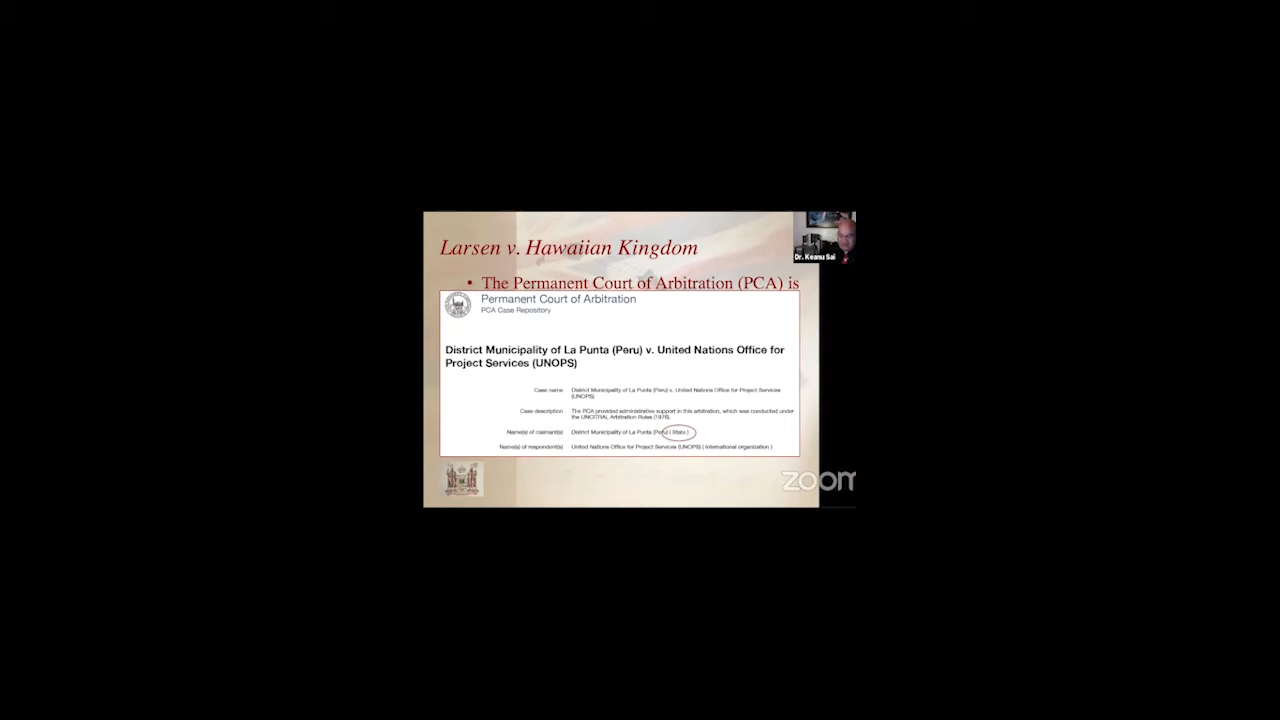 Larsen v. Hawaiian Kingdom
Dr. Keanu Sai
• The Permanent Court of Arbitration (PCA) is
Permanent Court of Arbitration
PCA Case Repository
District Municipality of La Punta (Peru) v. United Nations Office for
Project Services (UNOPS)
Case name District Municipality of La Punta (Peru) v. United Nations Office for Project Services
(UNOPS)
Case description The PCA provided administrative support in this arbitration, which was conducted under
the UNCITRAL Arbitration Rules (1976).
Name(s) of claimant(s) District Municipality of La Punta (Peru) ( State )
Name(s) of respondent(s) United Nations Office for Project Services (UNOPS) ( International organization )
zoom